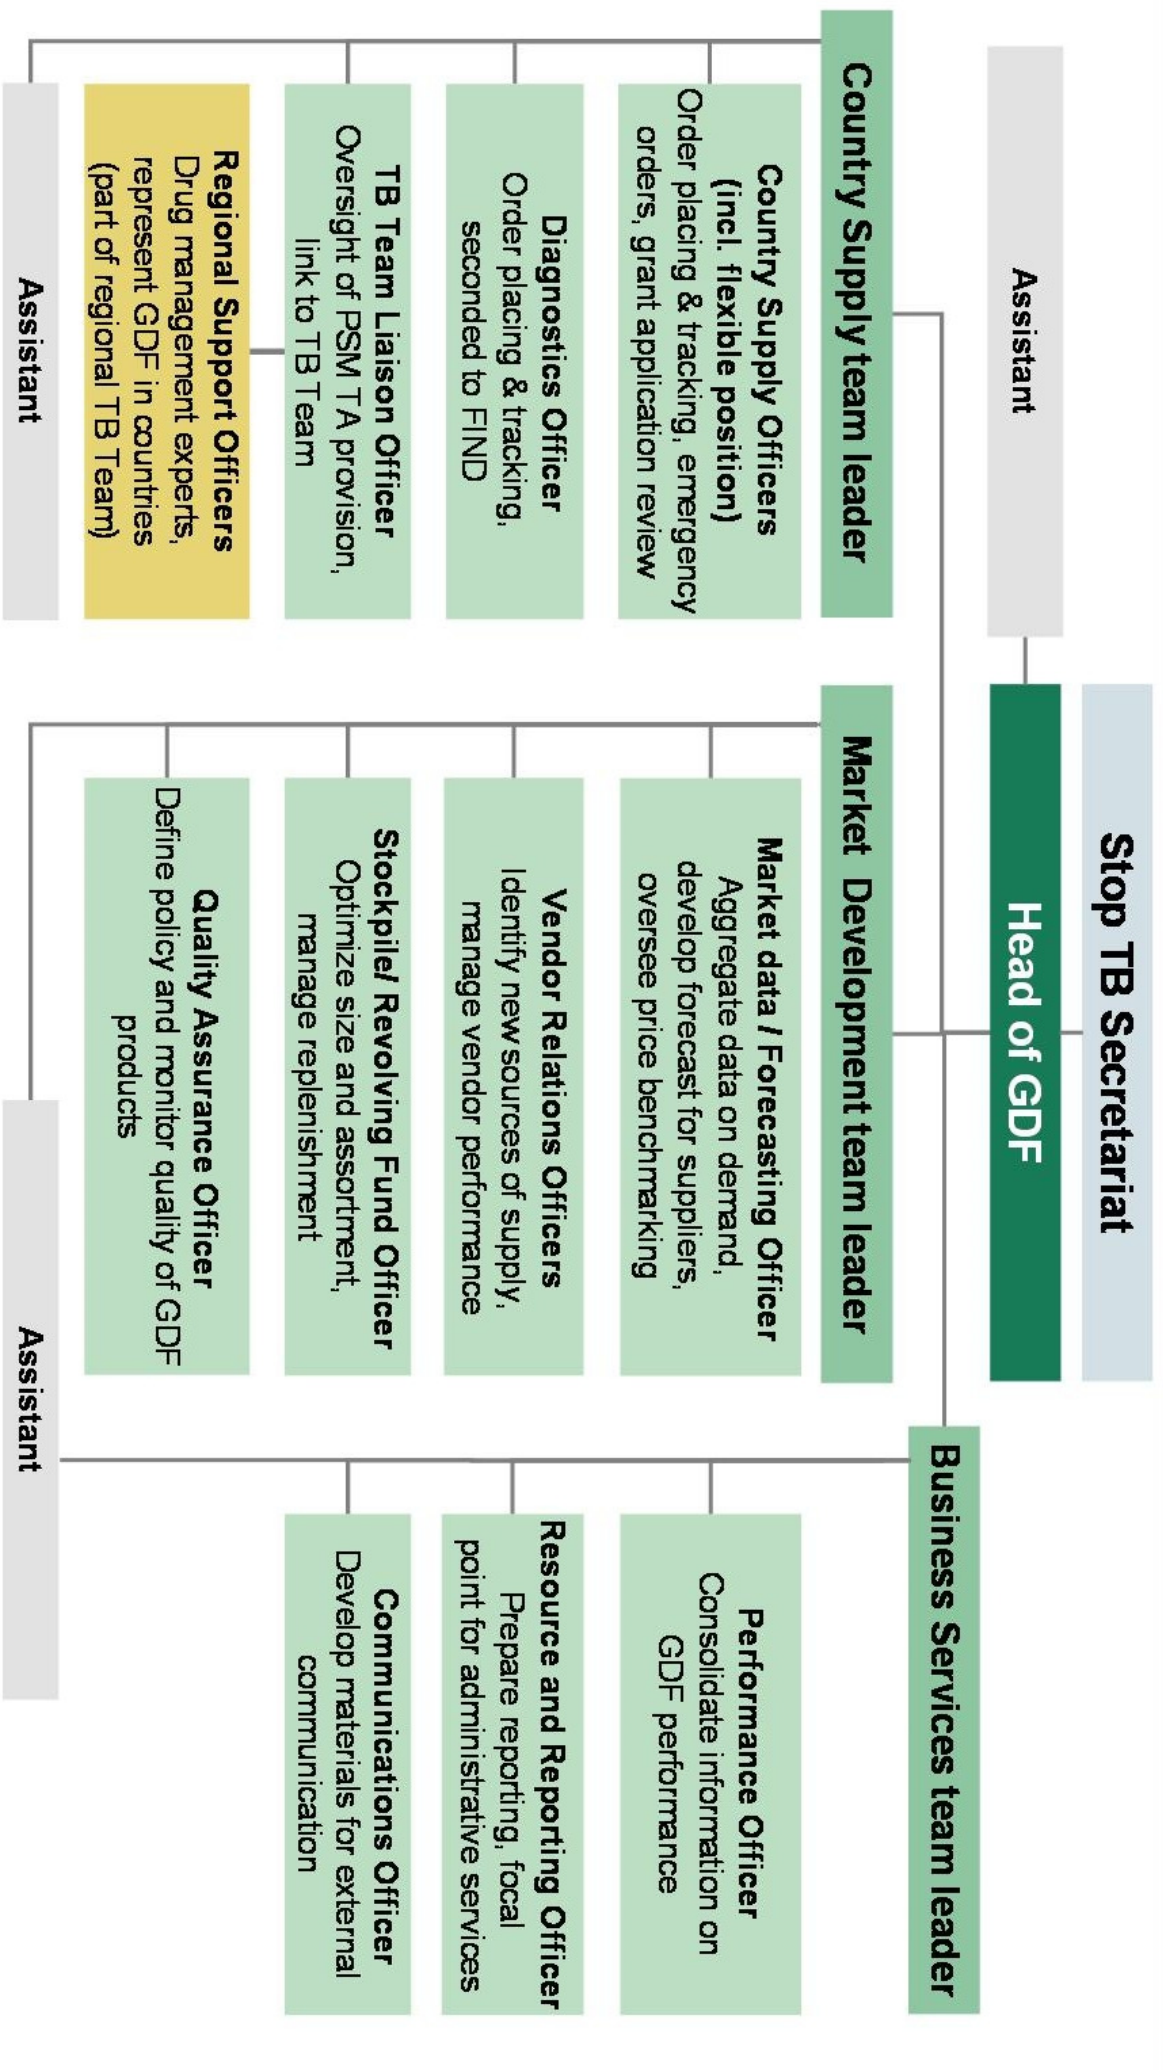 Stop TB Secretariat
Head of GDF
Assistant
Country Supply team leader
Country Supply Officers
(incl. flexible position)
Order placing & tracking, emergency
orders, grant application review
Diagnostics Officer
Order placing & tracking,
seconded to FIND
TB Team Liaison Officer
Oversight of PSM TA provision,
link to TB Team
Regional Support Officers
Drug management experts,
represent GDF in countries
(part of regional TB Team)
Assistant
Market Development team leader
Market data / Forecasting Officer
Aggregate data on demand,
develop forecast for suppliers,
oversee price benchmarking
Vendor Relations Officers
Identify new sources of supply,
manage vendor performance
Stockpile/ Revolving Fund Officer
Optimize size and assortment,
manage replenishment
Quality Assurance Officer
Define policy and monitor quality of GDF
products
Assistant
Business Services team leader
Performance Officer
Consolidate information on
GDF performance
Resource and Reporting Officer
Prepare reporting, focal
point for administrative services
Communications Officer
Develop materials for external
communication